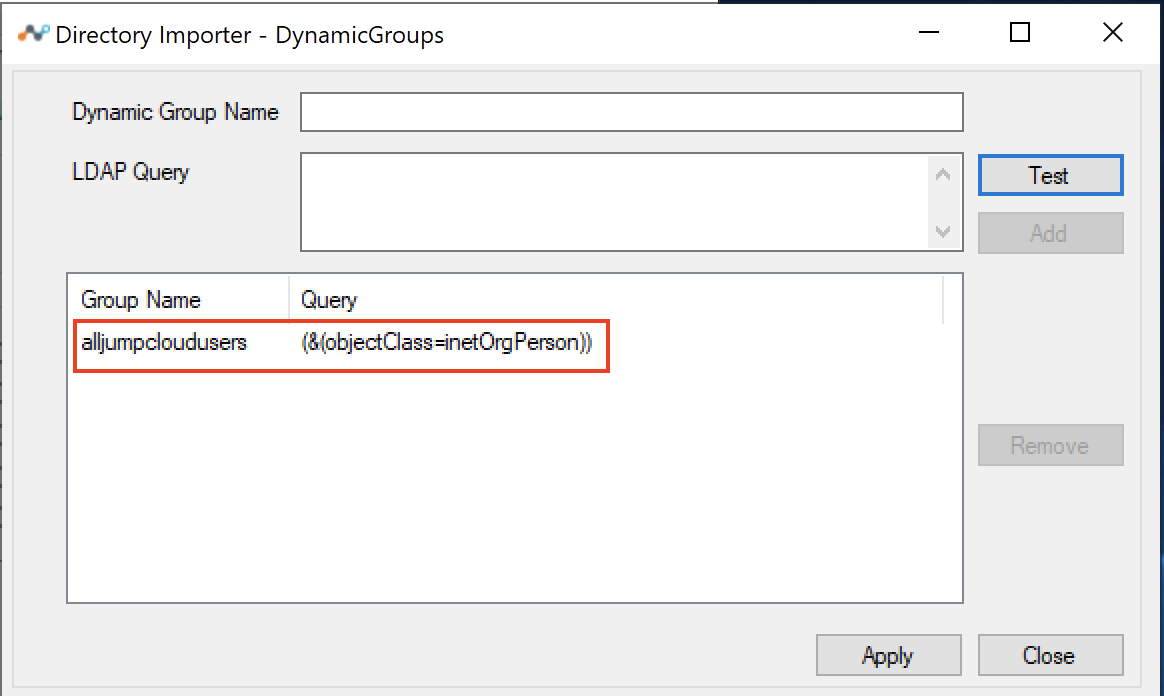 Directory Importer - DynamicGroups
Dynamic Group Name
LDAP Query
Test
Add
Group Name Query
alljumpcloudusers (&(objectClass=inetOrgPerson))
Remove
Apply Close